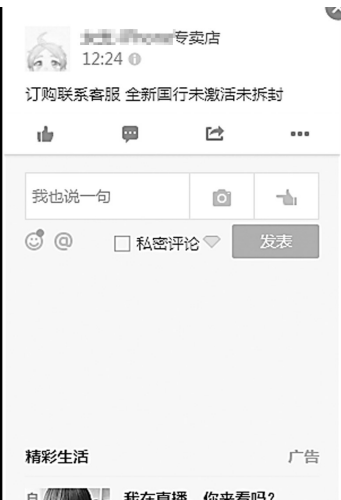 专卖店
12:24
订购联系客服 全新国行未激活未拆封
我也说一句
@
私密评论
发表
精彩生活
广告
我在直播,你来看吗?